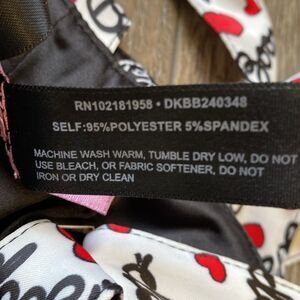 RN102181958 • DKBB240348
SELF:95%POLYESTER 5%SPANDEX
MACHINE WASH WARM, TUMBLE DRY LOW, DO NOT
USE BLEACH, OR FABRIC SOFTENER, DO NOT
IRON OR DRY CLEAN